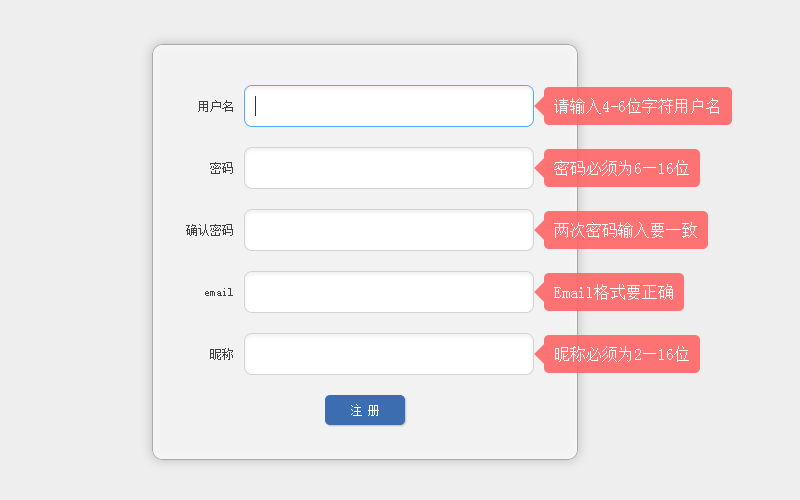 用户名 请输入4-6位字符用户名
密码 密码必须为6—16位
确认密码 两次密码输入要一致
email Email格式要正确
昵称 昵称必须为2—16位
注 册